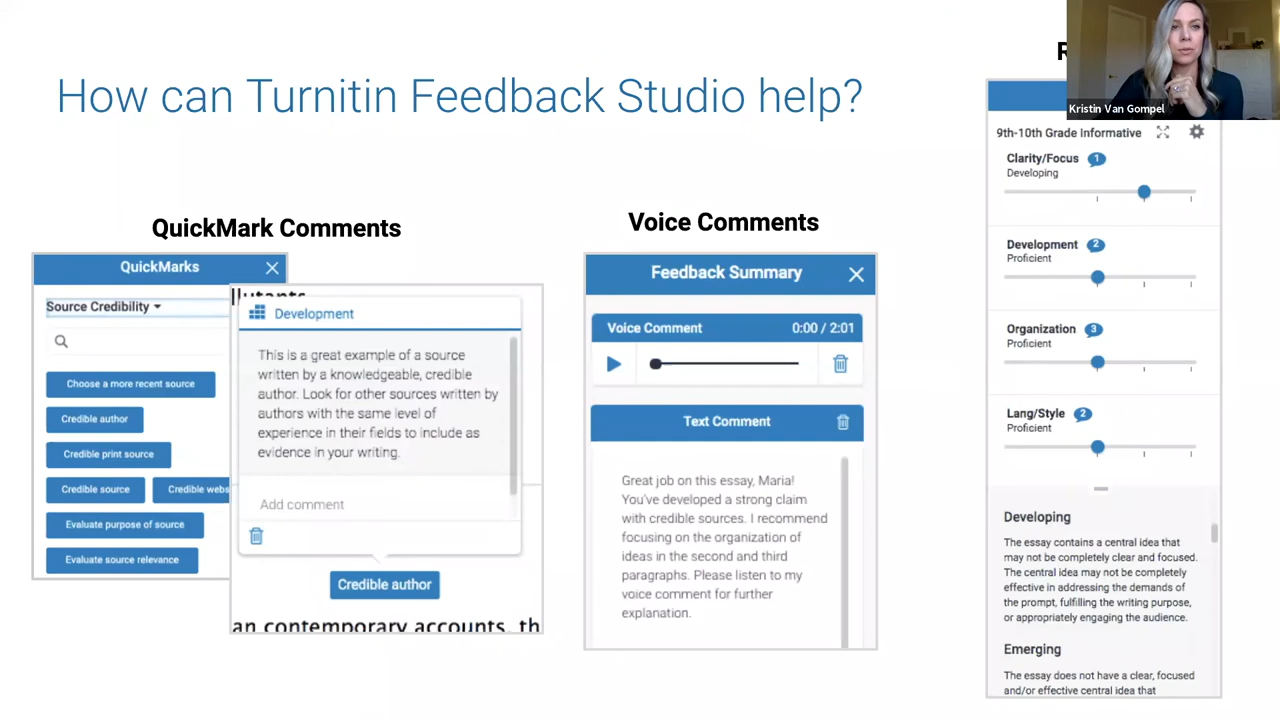 How can Turnitin Feedback Studio help?
Kristin Van Gompel
QuickMark Comments
QuickMarks
Source Credibility
Choose a more recent source
Credible author
Credible print source
Credible source
Credible webs
Evaluate purpose of source
Evaluate source relevance
Development
This is a great example of a source
written by a knowledgeable, credible
author. Look for other sources written by
authors with the same level of
experience in their fields to include as
evidence in your writing.
Add comment
Credible author
an contemporary accounts, th
Voice Comments
Feedback Summary
Voice Comment 0:00 / 2:01
Text Comment
Great job on this essay, Maria!
You've developed a strong claim
with credible sources. I recommend
focusing on the organization of
ideas in the second and third
paragraphs. Please listen to my
voice comment for further
explanation.
R
9th-10th Grade Informative
Clarity/Focus 1
Developing
Development 2
Proficient
Organization 3
Proficient
Lang/Style 2
Proficient
Developing
The essay contains a central idea that
may not be completely clear and focused.
The central idea may not be completely
effective in addressing the demands of
the prompt, fulfilling the writing purpose,
or appropriately engaging the audience.
Emerging
The essay does not have a clear, focused
and/or effective central idea that